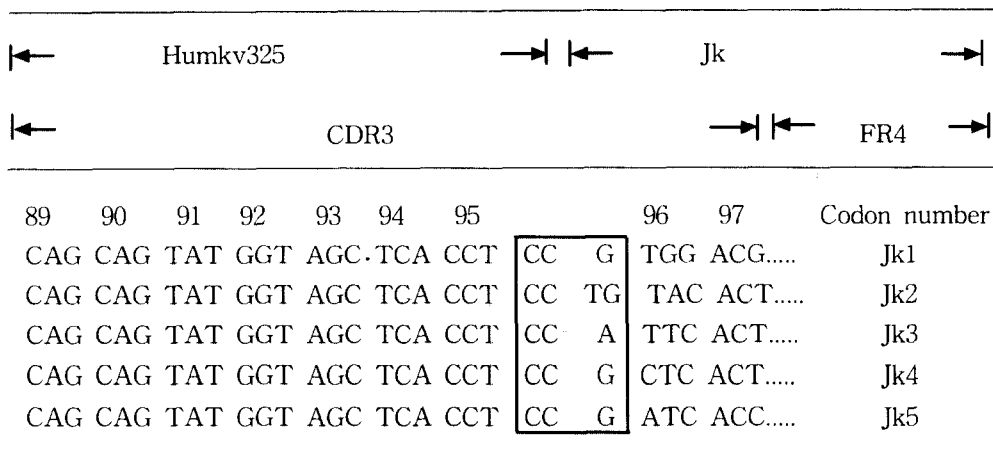 Humkv325 Jk
CDR3 FR4
89 90 91 92 93 94 95 96 97 Codon number
CAG CAG TAT GGT AGC TCA CCT CC G TGG ACG..... Jk1
CAG CAG TAT GGT AGC TCA CCT CC TG TAC ACT..... Jk2
CAG CAG TAT GGT AGC TCA CCT CC A TTC ACT..... Jk3
CAG CAG TAT GGT AGC TCA CCT CC G CTC ACT..... Jk4
CAG CAG TAT GGT AGC TCA CCT CC G ATC ACC..... Jk5